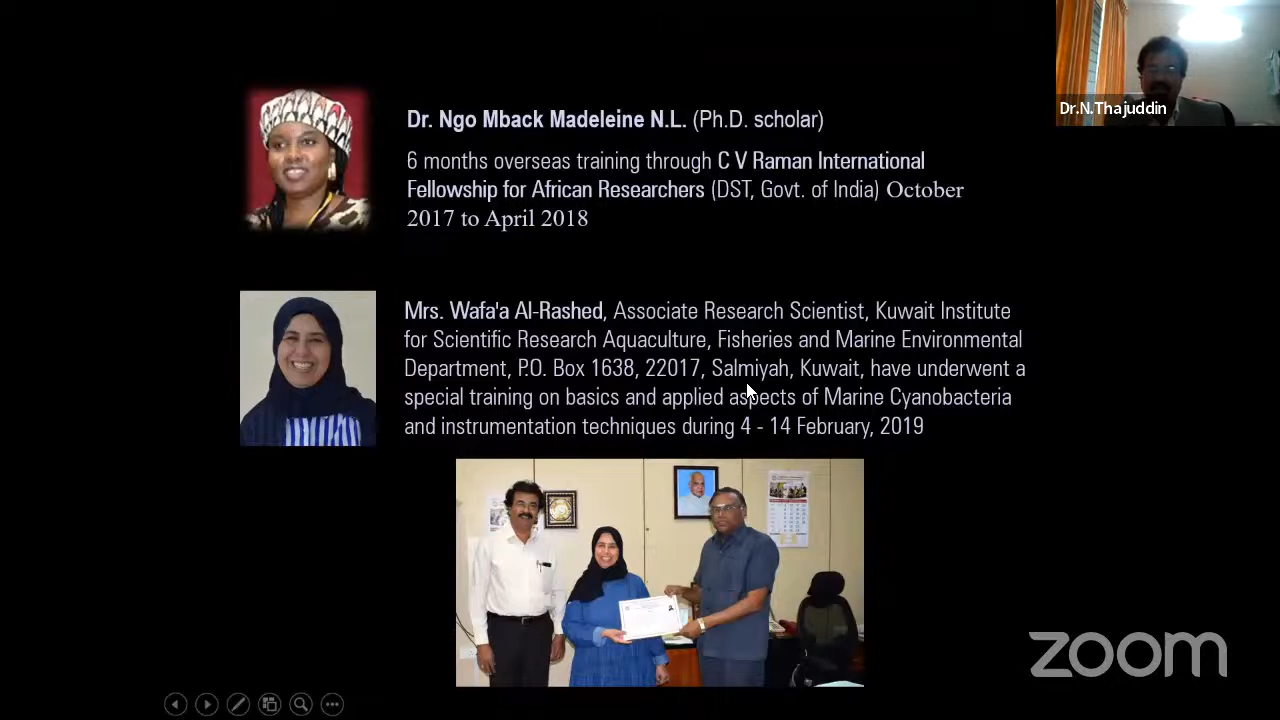 Dr.N.Thajuddin
Dr. Ngo Mback Madeleine N.L. (Ph.D. scholar)
6 months overseas training through C V Raman International
Fellowship for African Researchers (DST, Govt. of India) October
2017 to April 2018
Mrs. Wafa'a Al-Rashed, Associate Research Scientist, Kuwait Institute
for Scientific Research Aquaculture, Fisheries and Marine Environmental
Department, P.O. Box 1638, 22017, Salmiyah, Kuwait, have underwent a
special training on basics and applied aspects of Marine Cyanobacteria
and instrumentation techniques during 4 - 14 February, 2019
zoom